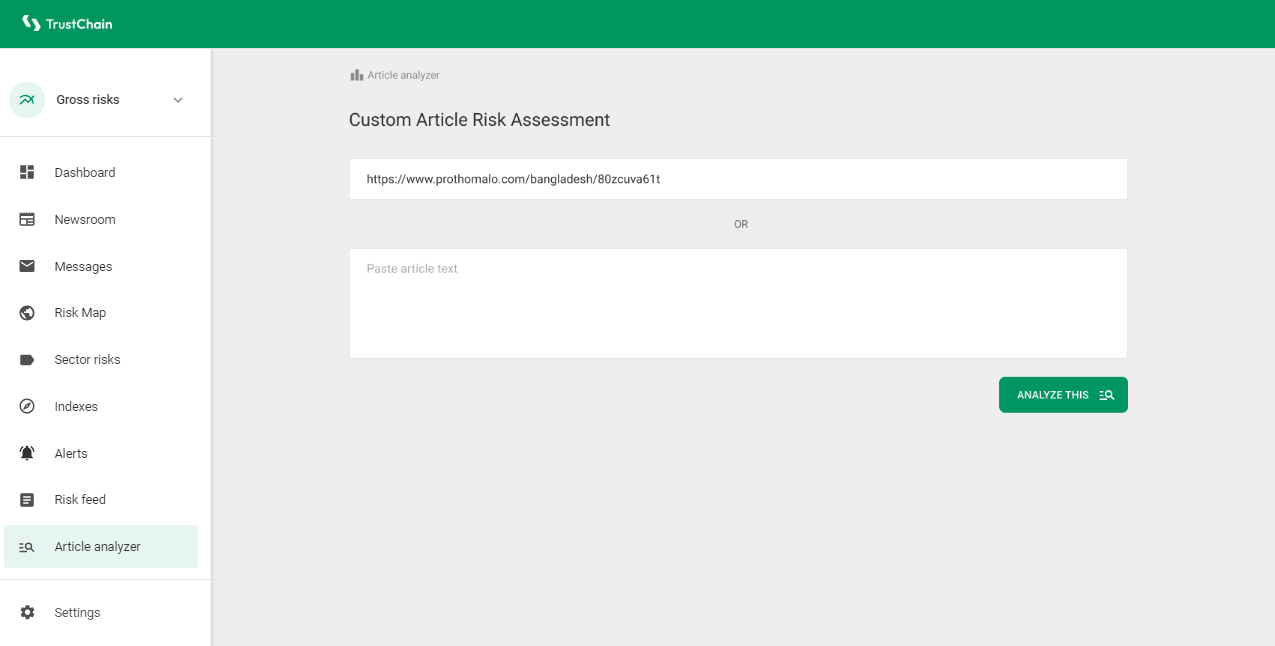 TrustChain
Gross risks
Dashboard
Newsroom
Messages
Risk Map
Sector risks
Indexes
Alerts
Risk feed
Article analyzer
Settings
Article analyzer
Custom Article Risk Assessment
https://www.prothomalo.com/bangladesh/80zcuva61t
OR
Paste article text
ANALYZE THIS